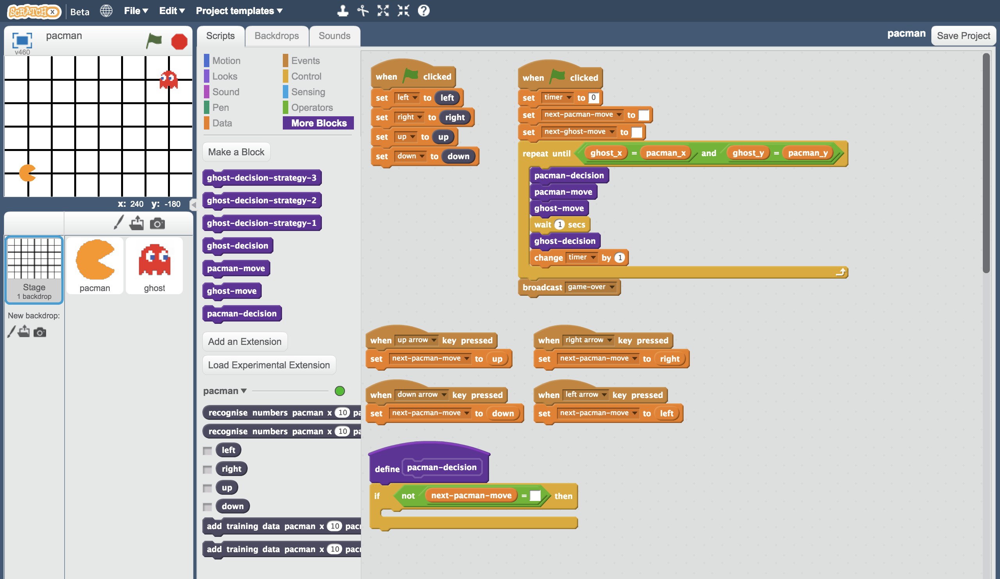 SCRATCH x Beta File Edit Project templates
pacman
v460
x: 240 y: -180
Stage
1 backdrop
pacman
ghost
New backdrop:
Scripts Backdrops Sounds
pacman Save Project
Motion Events
Looks Control
Sound Sensing
Pen Operators
Data More Blocks
Make a Block
ghost-decision-strategy-3
ghost-decision-strategy-2
ghost-decision-strategy-1
ghost-decision
pacman-move
ghost-move
pacman-decision
Add an Extension
Load Experimental Extension
pacman
recognise numbers pacman x 10 pa
recognise numbers pacman x 10 pa
left
right
up
down
add training data pacman x 10 pacr
add training data pacman x 10 pacr
when clicked
set left to left
set right to right
set up to up
set down to down
when clicked
set timer to 0
set next-pacman-move to
set next-ghost-move to
repeat until ghost_x = pacman_x and ghost_y = pacman_y
pacman-decision
pacman-move
ghost-move
wait 1 secs
ghost-decision
change timer by 1
broadcast game-over
when up arrow key pressed
set next-pacman-move to up
when right arrow key pressed
set next-pacman-move to right
when down arrow key pressed
set next-pacman-move to down
when left arrow key pressed
set next-pacman-move to left
define pacman-decision
if not next-pacman-move = then